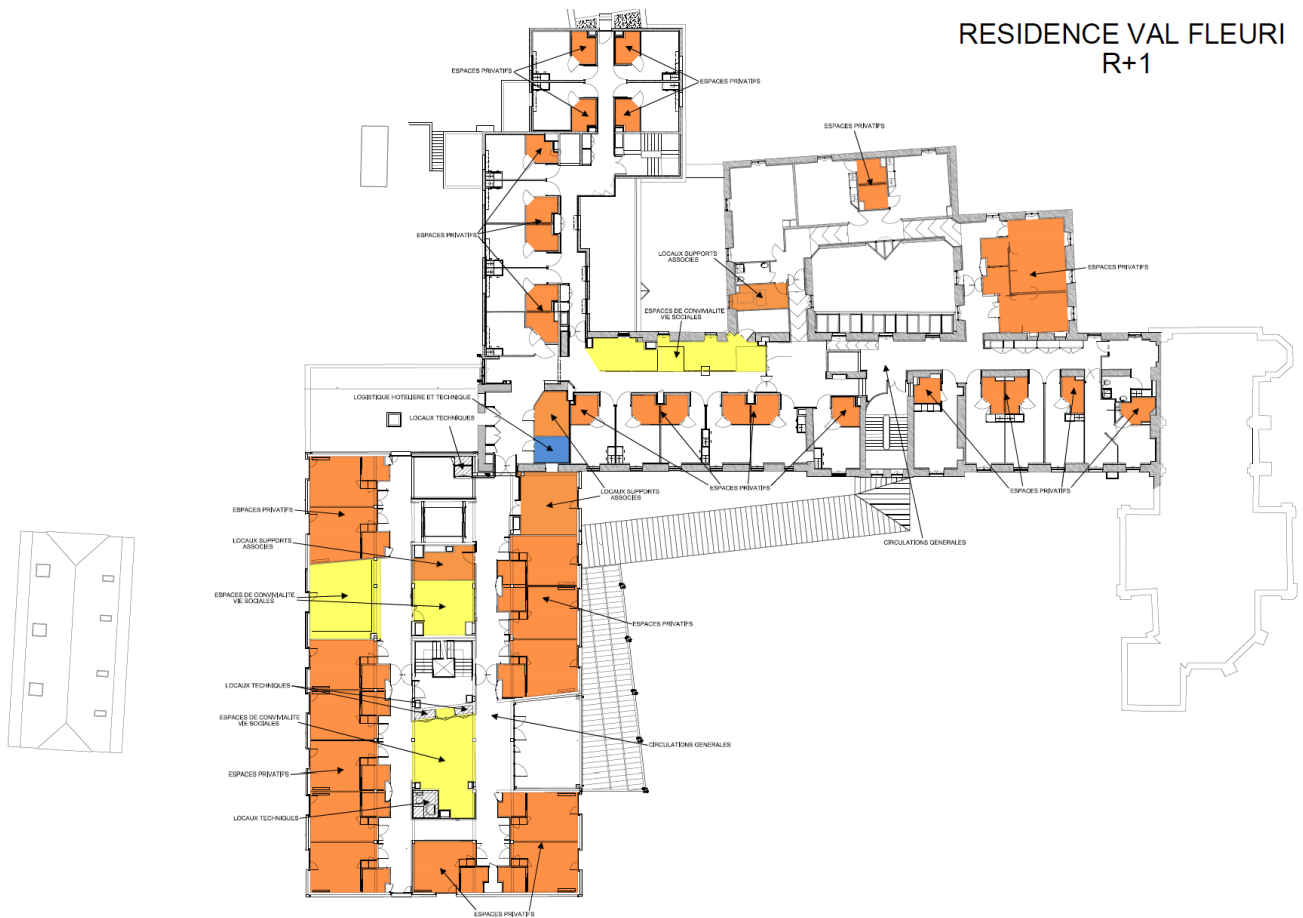 RESIDENCE VAL FLEURI
R+1
ESPACES PRIVATIFS
ESPACES PRIVATIFS
ESPACES PRIVATIFS
ESPACES PRIVATIFS
LOCAUX SUPPORTS
ASSOCIES
ESPACES PRIVATIFS
ESPACES DE CONVIVIALITE
VIE SOCIALES
LOGISTIQUE HOTELIERE ET TECHNIQUE
LOCAUX TECHNIQUES
LOCAUX SUPPORTS
ASSOCIES
ESPACES PRIVATIFS
ESPACES PRIVATIFS
ESPACES PRIVATIFS
LOCAUX SUPPORTS
ASSOCIES
CIRCULATIONS GENERALES
ESPACES DE CONVIVIALITE
VIE SOCIALES
ESPACES PRIVATIFS
LOCAUX TECHNIQUES
ESPACES DE CONVIVIALITE
VIE SOCIALES
CIRCULATIONS GENERALES
ESPACES PRIVATIFS
LOCAUX TECHNIQUES
ESPACES PRIVATIFS